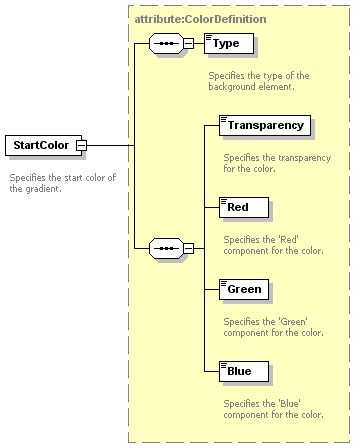 attribute:ColorDefinition
Type
Specifies the type of the
background element.
StartColor
Specifies the start color of
the gradient.
Transparency
Specifies the transparency
for the color.
Red
Specifies the 'Red'
component for the color.
Green
Specifies the 'Green'
component for the color.
Blue
Specifies the 'Blue'
component for the color.